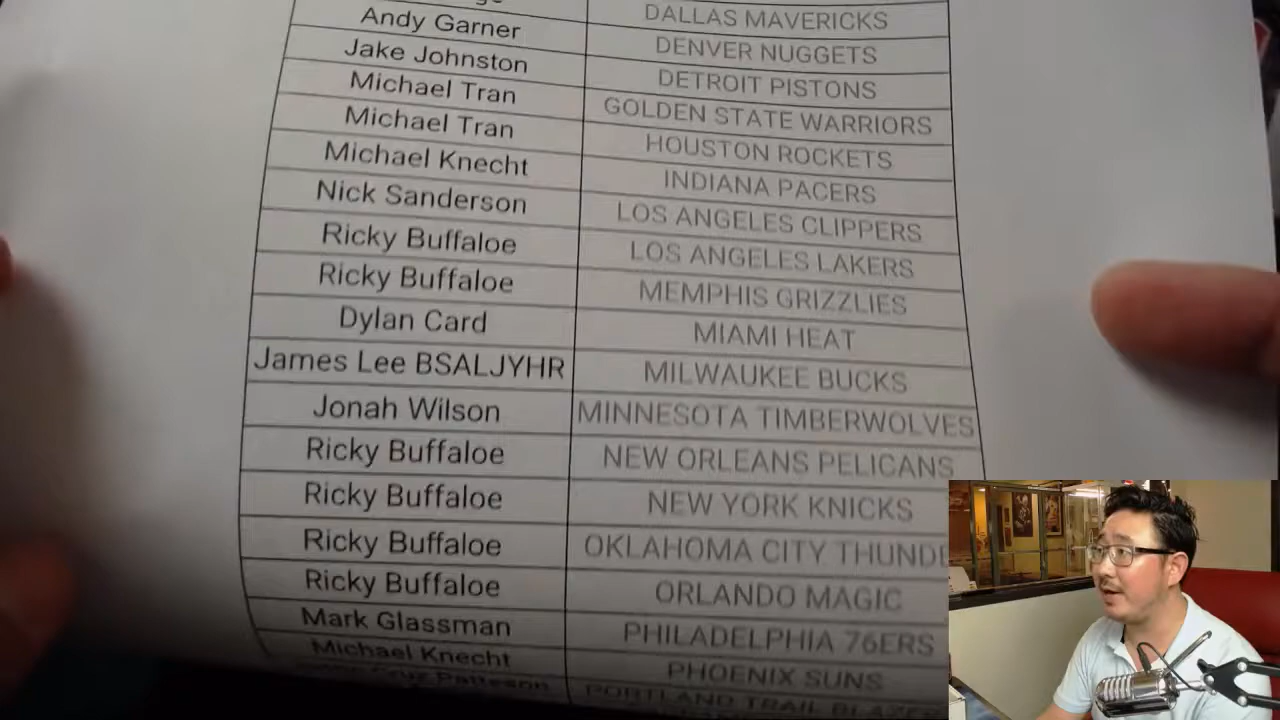 DALLAS MAVERICKS
Andy Garner DENVER NUGGETS
Jake Johnston DETROIT PISTONS
Michael Tran GOLDEN STATE WARRIORS
Michael Tran HOUSTON ROCKETS
Michael Knecht INDIANA PACERS
Nick Sanderson LOS ANGELES CLIPPERS
Ricky Buffaloe LOS ANGELES LAKERS
Ricky Buffaloe MEMPHIS GRIZZLIES
Dylan Card MIAMI HEAT
James Lee BSALJYHR MILWAUKEE BUCKS
Jonah Wilson MINNESOTA TIMBERWOLVES
Ricky Buffaloe NEW ORLEANS PELICANS
Ricky Buffaloe NEW YORK KNICKS
Ricky Buffaloe OKLAHOMA CITY THUNDE
Ricky Buffaloe ORLANDO MAGIC
Mark Glassman PHILADELPHIA 76ERS
Michael Knecht PHOENIX SUNS
PORTLAND TRAIL